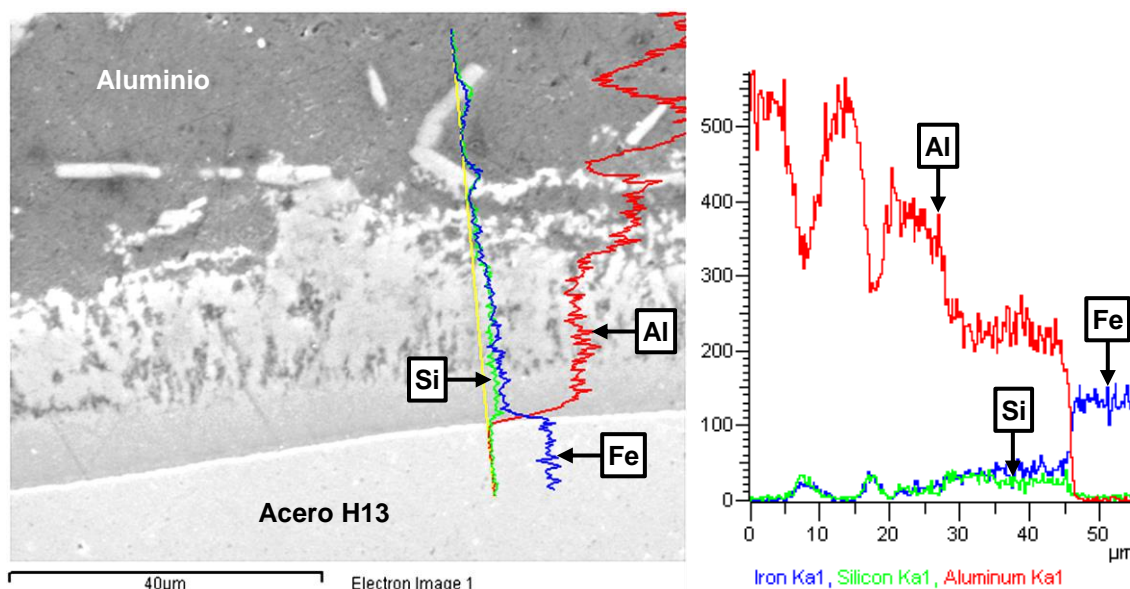 Aluminio
Al
Si
Fe
Acero H13
40µm
Electron Image 1
500
400
300
200
100
0
Al
Fe
Si
0 10 20 30 40 50
µm
Iron Ka1, Silicon Ka1, Aluminum Ka1